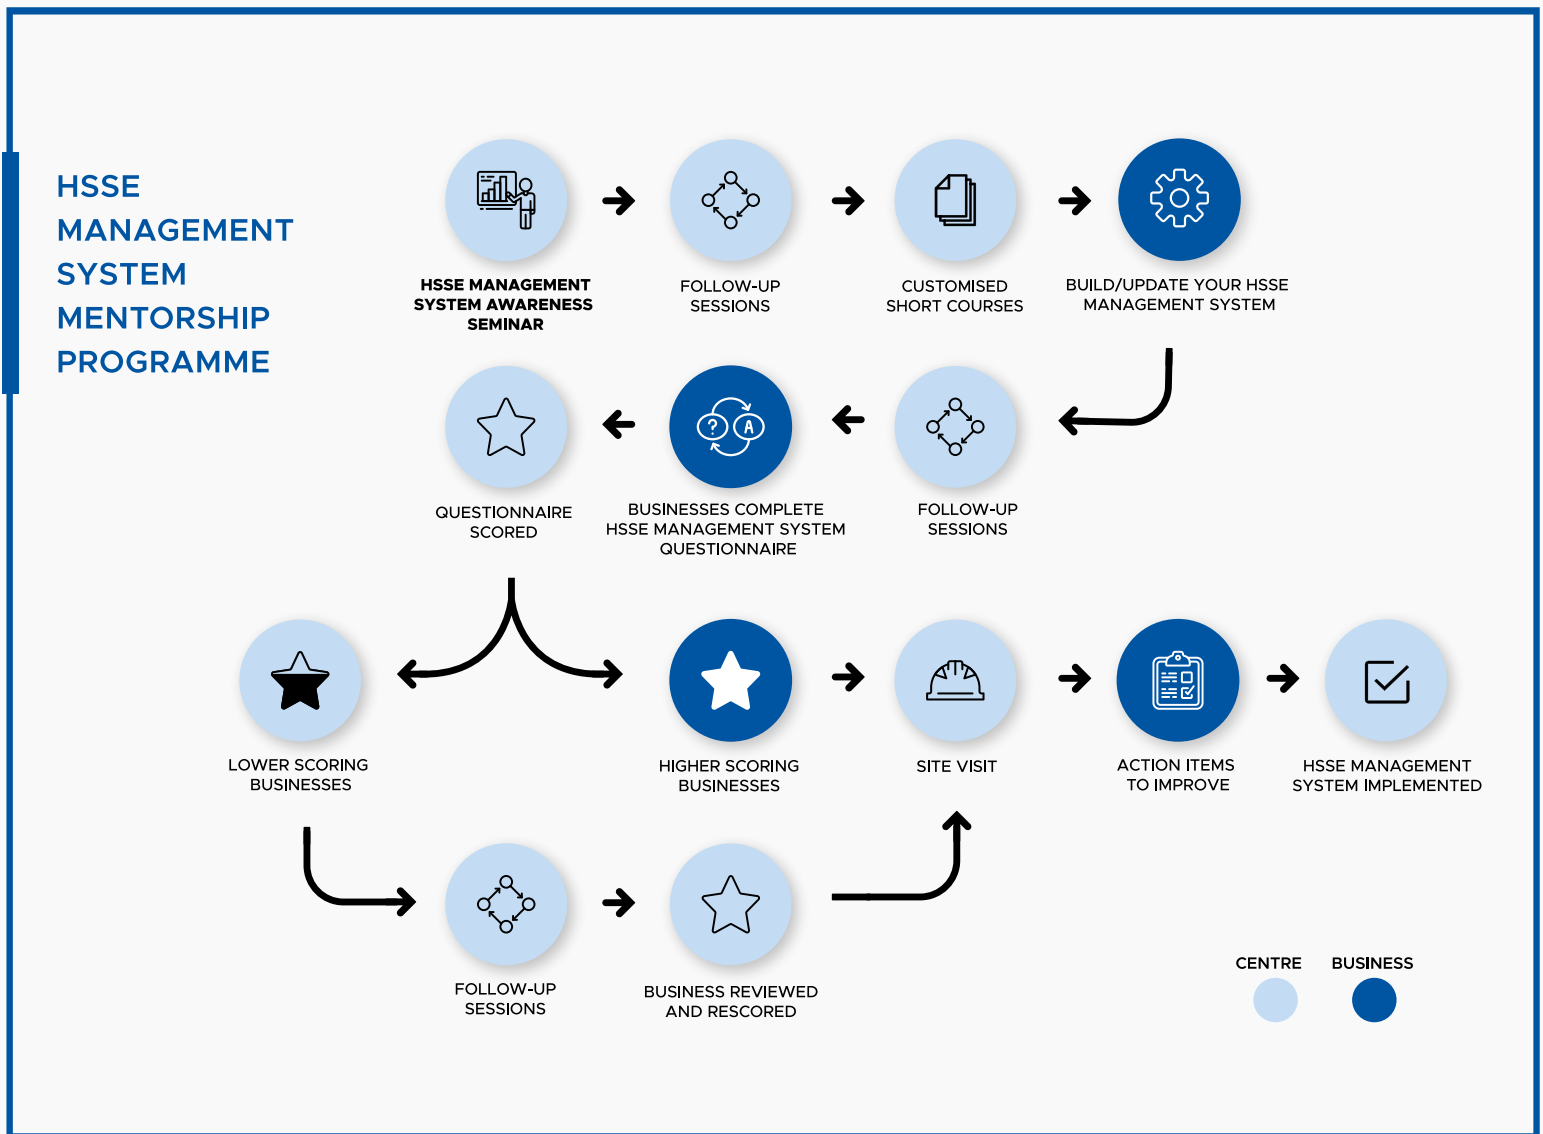 HSSE
MANAGEMENT
SYSTEM
MENTORSHIP
PROGRAMME
HSSE MANAGEMENT
SYSTEM AWARENESS
SEMINAR
FOLLOW-UP
SESSIONS
CUSTOMISED
SHORT COURSES
BUILD/UPDATE YOUR HSSE
MANAGEMENT SYSTEM
QUESTIONNAIRE
SCORED
? A
BUSINESSES COMPLETE
HSSE MANAGEMENT SYSTEM
QUESTIONNAIRE
FOLLOW-UP
SESSIONS
LOWER SCORING
BUSINESSES
HIGHER SCORING
BUSINESSES
SITE VISIT
ACTION ITEMS
TO IMPROVE
HSSE MANAGEMENT
SYSTEM IMPLEMENTED
FOLLOW-UP
SESSIONS
BUSINESS REVIEWED
AND RESCORED
CENTRE
BUSINESS